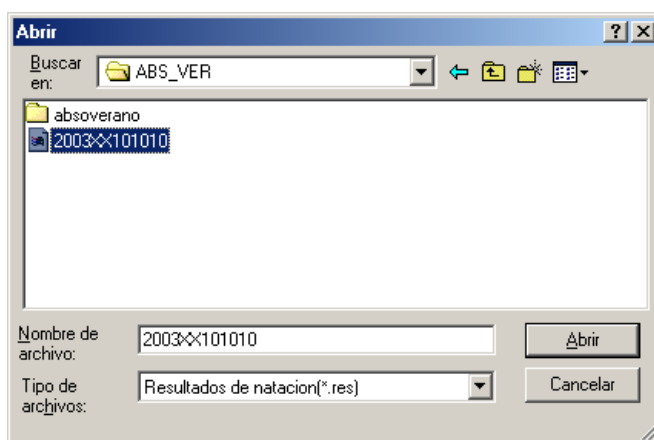 Abrir
Buscar en:
ABS_VER
absoverano
2003XX101010
Nombre de archivo:
2003XX101010
Abrir
Tipo de archivos:
Resultados de natacion(*.res)
Cancelar